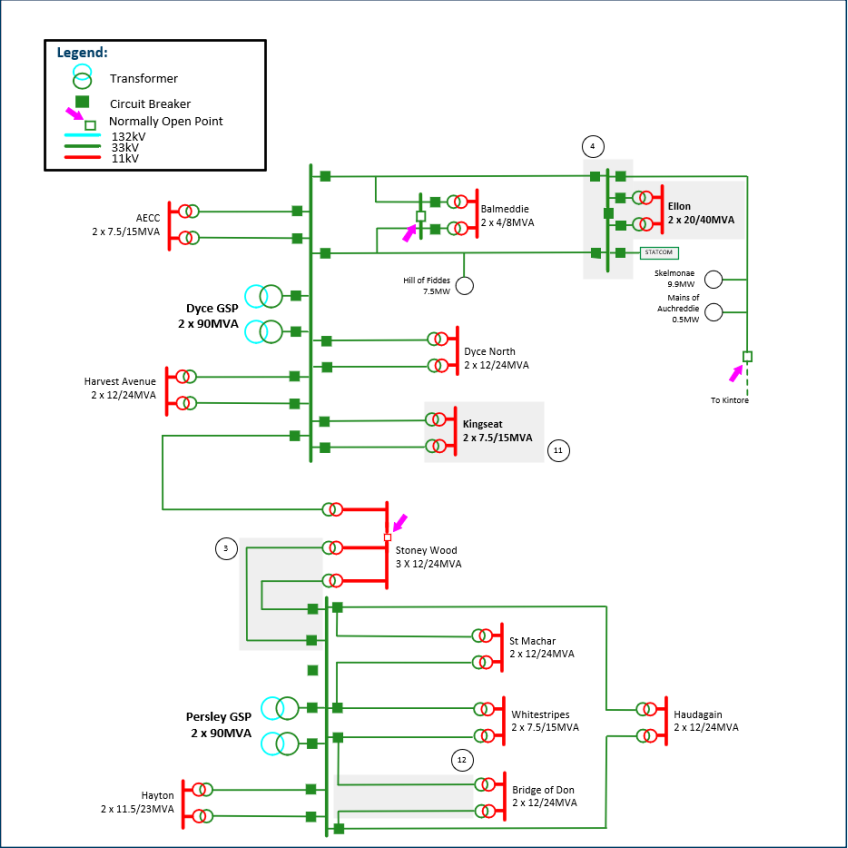 Legend:
Transformer
Circuit Breaker
Normally Open Point
132kV
33kV
11kV
4
AECC
2 x 7.5/15MVA
Balmeddie
2 x 4/8MVA
Ellon
2 x 20/40MVA
STATCOM
Hill of Fiddes
7.5MW
Skelmonae
9.9MW
Mains of
Auchreddie
0.5MW
Dyce GSP
2 x 90MVA
Dyce North
2 x 12/24MVA
Harvest Avenue
2 x 12/24MVA
To Kintore
Kingseat
2 x 7.5/15MVA
11
3
Stoney Wood
3 X 12/24MVA
St Machar
2 x 12/24MVA
Persley GSP
2 x 90MVA
Whitestripes
2 x 7.5/15MVA
Haudagain
2 x 12/24MVA
12
Hayton
2 x 11.5/23MVA
Bridge of Don
2 x 12/24MVA